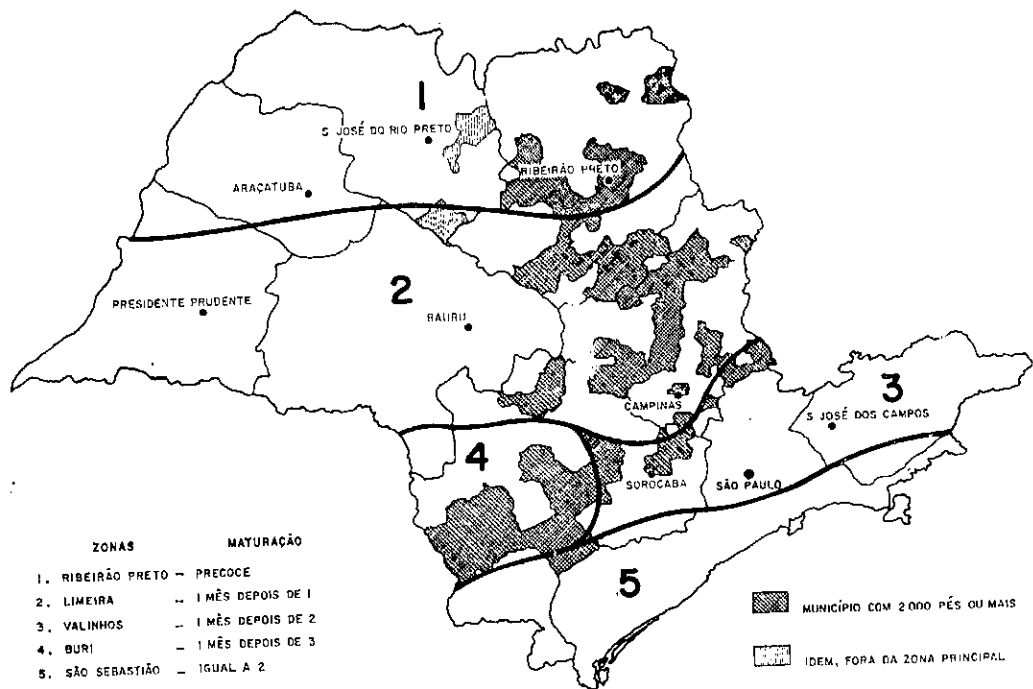 1
S. JOSÉ DO RIO PRETO
RIBEIRÃO PRETO
ARAÇATUBA
2
PRESIDENTE PRUDENTE
BAURU
3
CAMPINAS
S. JOSÉ DOS CAMPOS
4
SOROCABA
SÃO PAULO
5
ZONAS MATURAÇÃO
1. RIBEIRÃO PRETO – PRECOCE
2. LIMEIRA – 1 MÊS DEPOIS DE 1
3. VALINHOS – 1 MÊS DEPOIS DE 2
4. BURI – 1 MÊS DEPOIS DE 3
5. SÃO SEBASTIÃO – IGUAL A 2
MUNICÍPIO COM 2000 PÉS OU MAIS
IDEM, FORA DA ZONA PRINCIPAL